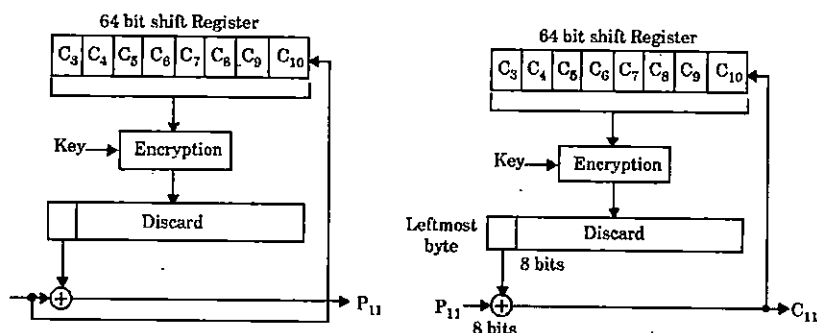 64 bit shift Register
C3 C4 C5 C6 C7 C8 C9 C10
Key
Encryption
Discard
P11
64 bit shift Register
C3 C4 C5 C6 C7 C8 C9 C10
Key
Encryption
Leftmost
byte
Discard
8 bits
P11
C11
8 bits